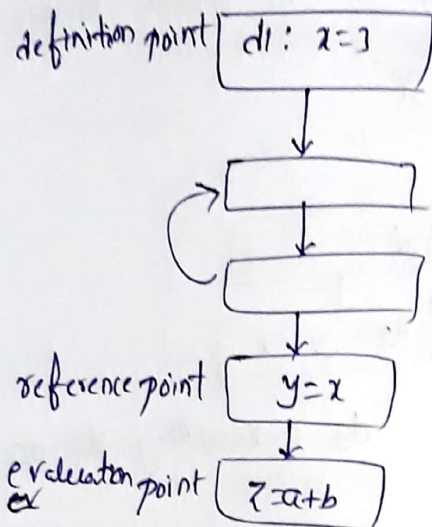 definition point d1: x=3
reference point y=x
evaluation point z=a+b